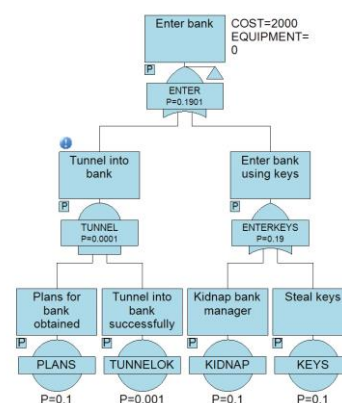 Enter bank
COST=2000
EQUIPMENT=
0
P
ENTER
P=0.1901
Tunnel into
bank
Enter bank
using keys
P
P
TUNNEL
P=0.0001
ENTERKEYS
P=0.19
Plans for
bank
obtained
Tunnel into
bank
successfully
Kidnap bank
manager
Steal keys
P
P
P
P
PLANS
TUNNELOK
KIDNAP
KEYS
P=0.1
P=0.001
P=0.1
P=0.1